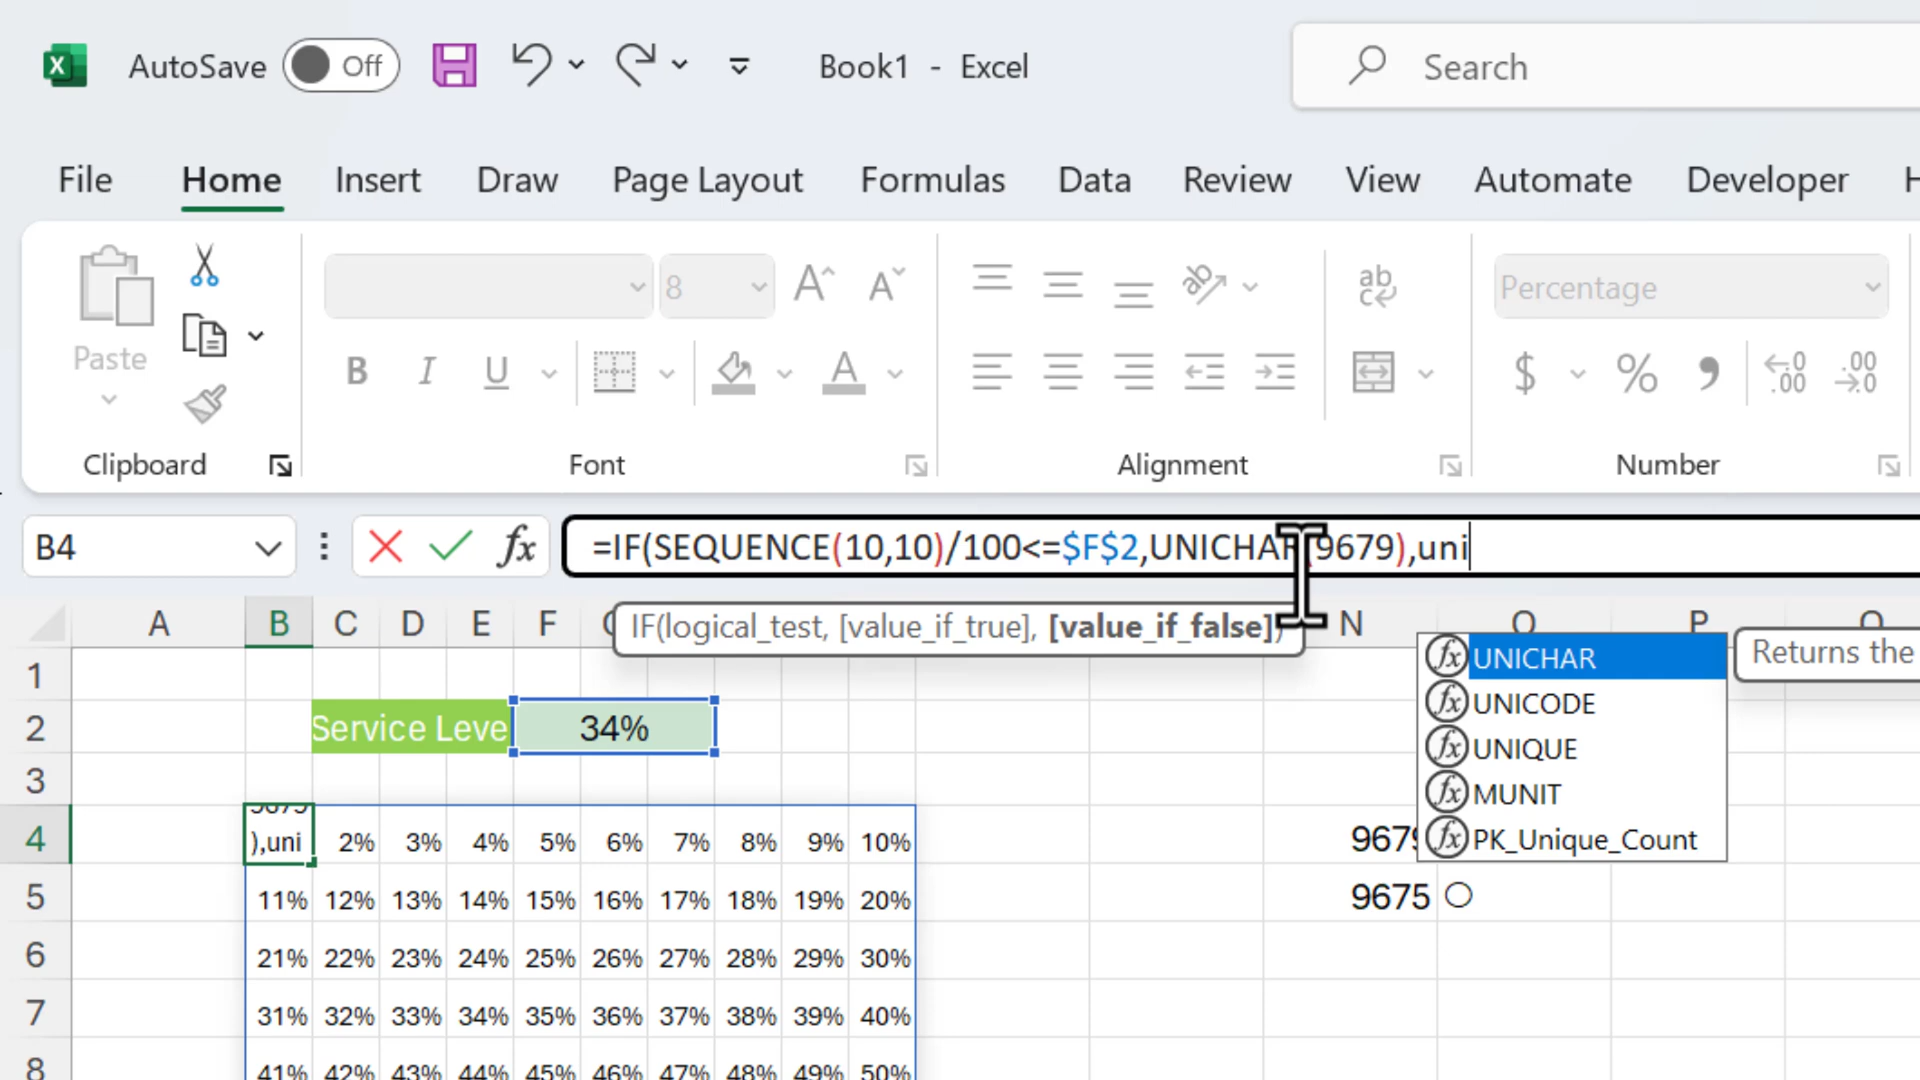 AutoSave Off Book1 - Excel Search
File Home Insert Draw Page Layout Formulas Data Review View Automate Developer
8 Percentage
Paste
B I U A $ % .00 .00
Clipboard Font Alignment Number
B4 fx =IF(SEQUENCE(10,10)/100<=$F$2,UNICHAR(9679),uni
IF(logical_test, [value_if_true], [value_if_false])
A B C D E F N O P Q
UNICHAR Returns the
UNICODE
UNIQUE
MUNIT
PK_Unique_Count
1
2 Service Leve 34%
3
4 ),uni 2% 3% 4% 5% 6% 7% 8% 9% 10% 9679
5 11% 12% 13% 14% 15% 16% 17% 18% 19% 20% 9675 ○
6 21% 22% 23% 24% 25% 26% 27% 28% 29% 30%
7 31% 32% 33% 34% 35% 36% 37% 38% 39% 40%
8 41% 42% 43% 44% 45% 46% 47% 48% 49% 50%